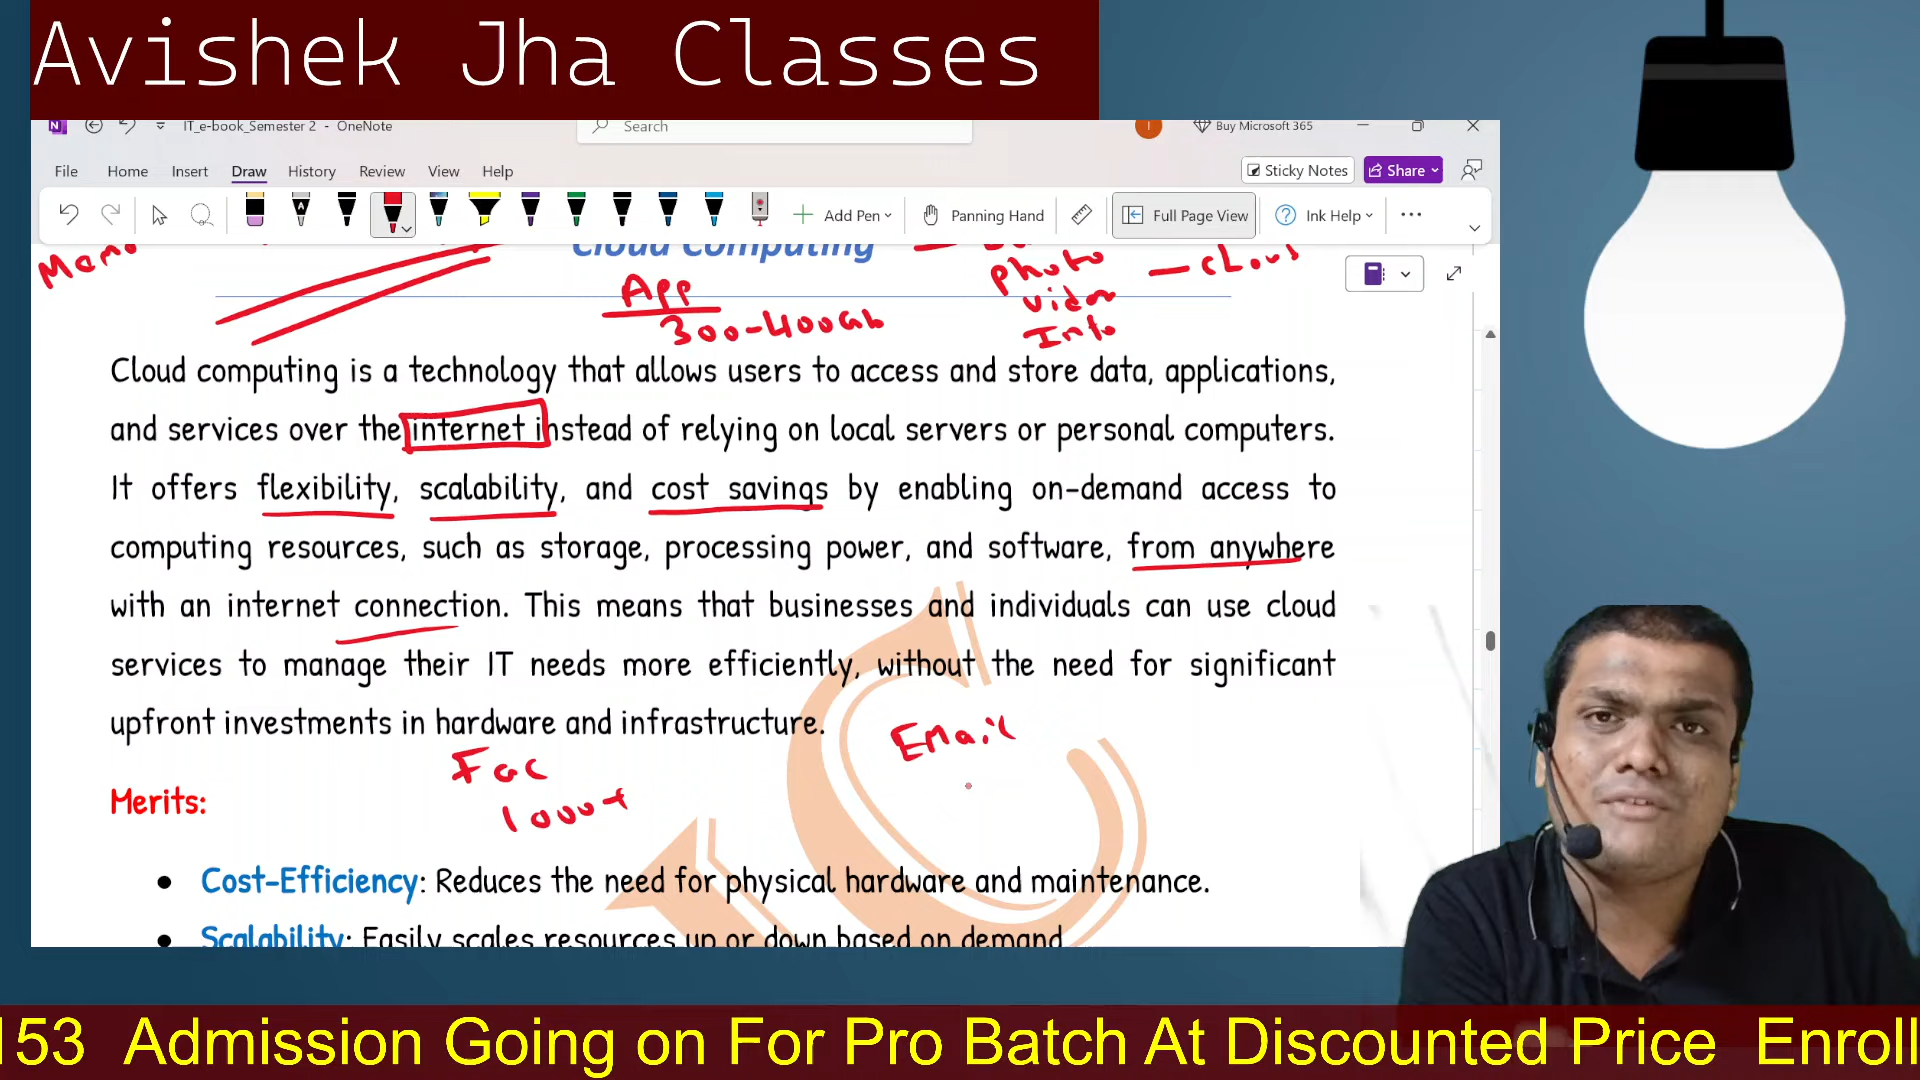 Avishek Jha Classes
IT_e-book_Semester 2 - OneNote
Search
Buy Microsoft 365
File Home Insert Draw History Review View Help
Sticky Notes Share
Add Pen Panning Hand Full Page View Ink Help
Cloud Computing
Memo
App
300-400Gb
photo
video
Info
cloud
Cloud computing is a technology that allows users to access and store data, applications,
and services over the internet instead of relying on local servers or personal computers.
It offers flexibility, scalability, and cost savings by enabling on-demand access to
computing resources, such as storage, processing power, and software, from anywhere
with an internet connection. This means that businesses and individuals can use cloud
services to manage their IT needs more efficiently, without the need for significant
upfront investments in hardware and infrastructure.
EMail
Fac
1000+
Merits:
Cost-Efficiency: Reduces the need for physical hardware and maintenance.
Scalability: Easily scales resources up or down based on demand
153 Admission Going on For Pro Batch At Discounted Price Enroll